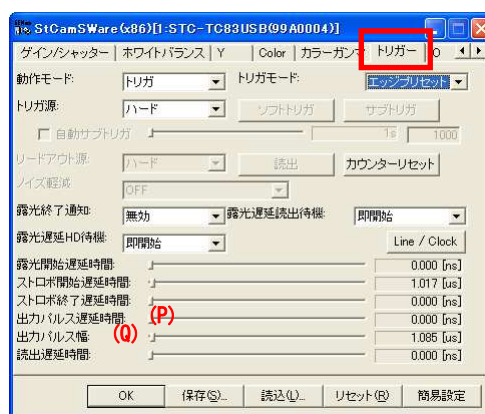 StCamSWare (x86)[1:STC-TC83USB(99A0004)]
ゲイン/シャッター ホワイトバランス Y Color カラーガンマ トリガー
動作モード: トリガ トリガモード: エッジプリセット
トリガ源: ハード ソフトトリガ サブトリガ
自動サブトリガ 1s 1000
リードアウト源: ハード 読出 カウンターリセット
ノイズ軽減 OFF
露光終了通知: 無効 露光遅延読出待機: 即開始
露光遅延HD待機: 即開始 Line / Clock
露光開始遅延時間: 0.000 [ns]
ストロボ開始遅延時間: 1.017 [us]
ストロボ終了遅延時間: 0.000 [ns]
出力パルス遅延時間: (P) 0.000 [ns]
出力パルス幅: (Q) 1.085 [us]
読出遅延時間: 0.000 [ns]
OK 保存(S)... 読込(L)... リセット(R) 簡易設定